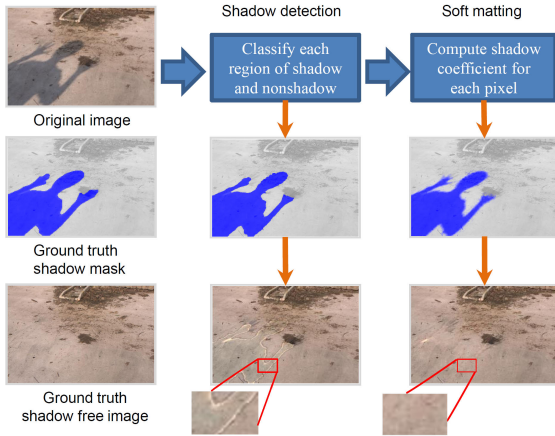 Shadow detection
Soft matting
Classify each
region of shadow
and nonshadow
Compute shadow
coefficient for
each pixel
Original image
Ground truth
shadow mask
Ground truth
shadow free image